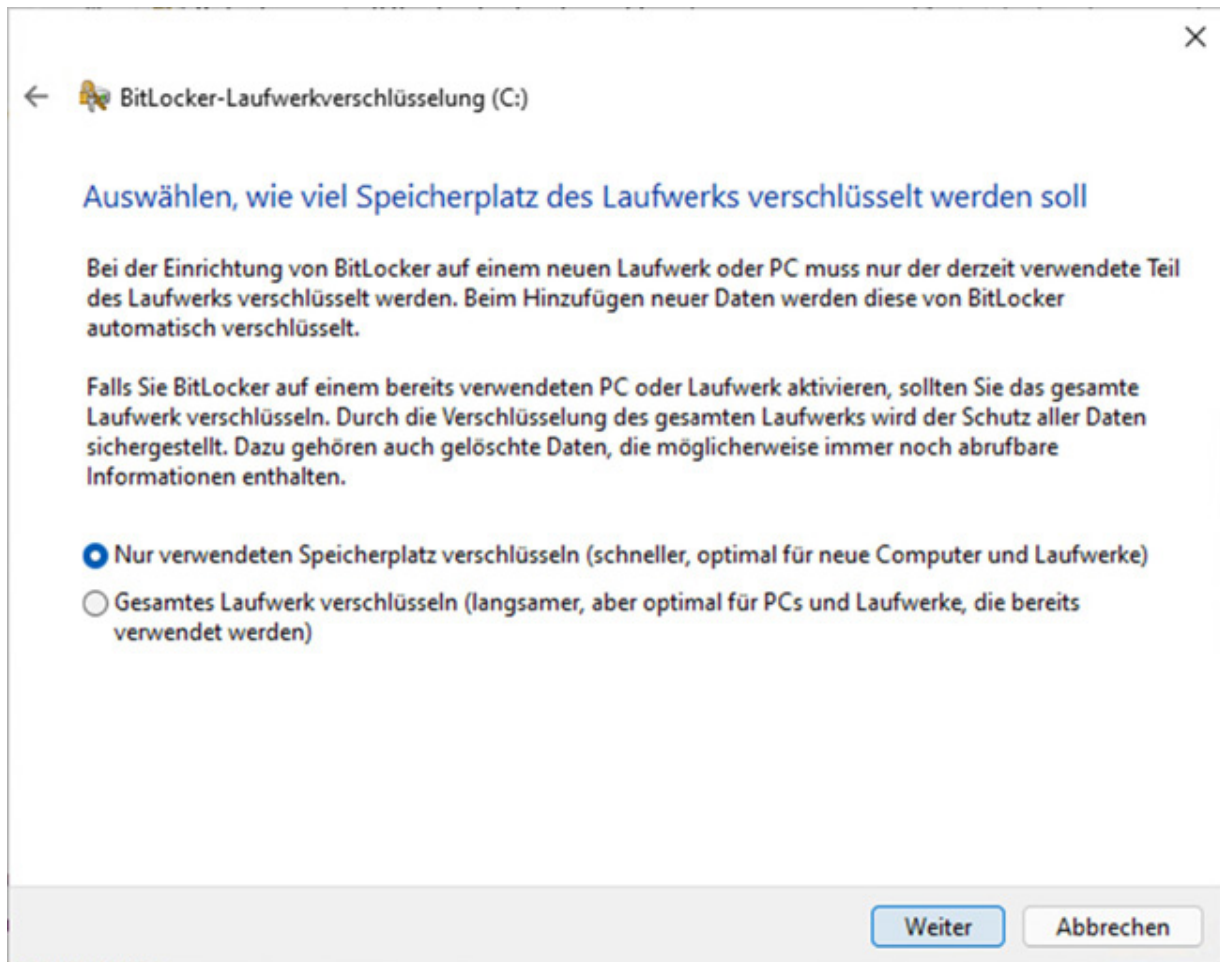 BitLocker-Laufwerkverschlüsselung (C:)
Auswählen, wie viel Speicherplatz des Laufwerks verschlüsselt werden soll
Bei der Einrichtung von BitLocker auf einem neuen Laufwerk oder PC muss nur der derzeit verwendete Teil
des Laufwerks verschlüsselt werden. Beim Hinzufügen neuer Daten werden diese von BitLocker
automatisch verschlüsselt.
Falls Sie BitLocker auf einem bereits verwendeten PC oder Laufwerk aktivieren, sollten Sie das gesamte
Laufwerk verschlüsseln. Durch die Verschlüsselung des gesamten Laufwerks wird der Schutz aller Daten
sichergestellt. Dazu gehören auch gelöschte Daten, die möglicherweise immer noch abrufbare
Informationen enthalten.
Nur verwendeten Speicherplatz verschlüsseln (schneller, optimal für neue Computer und Laufwerke)
Gesamtes Laufwerk verschlüsseln (langsamer, aber optimal für PCs und Laufwerke, die bereits
verwendet werden)
Weiter
Abbrechen